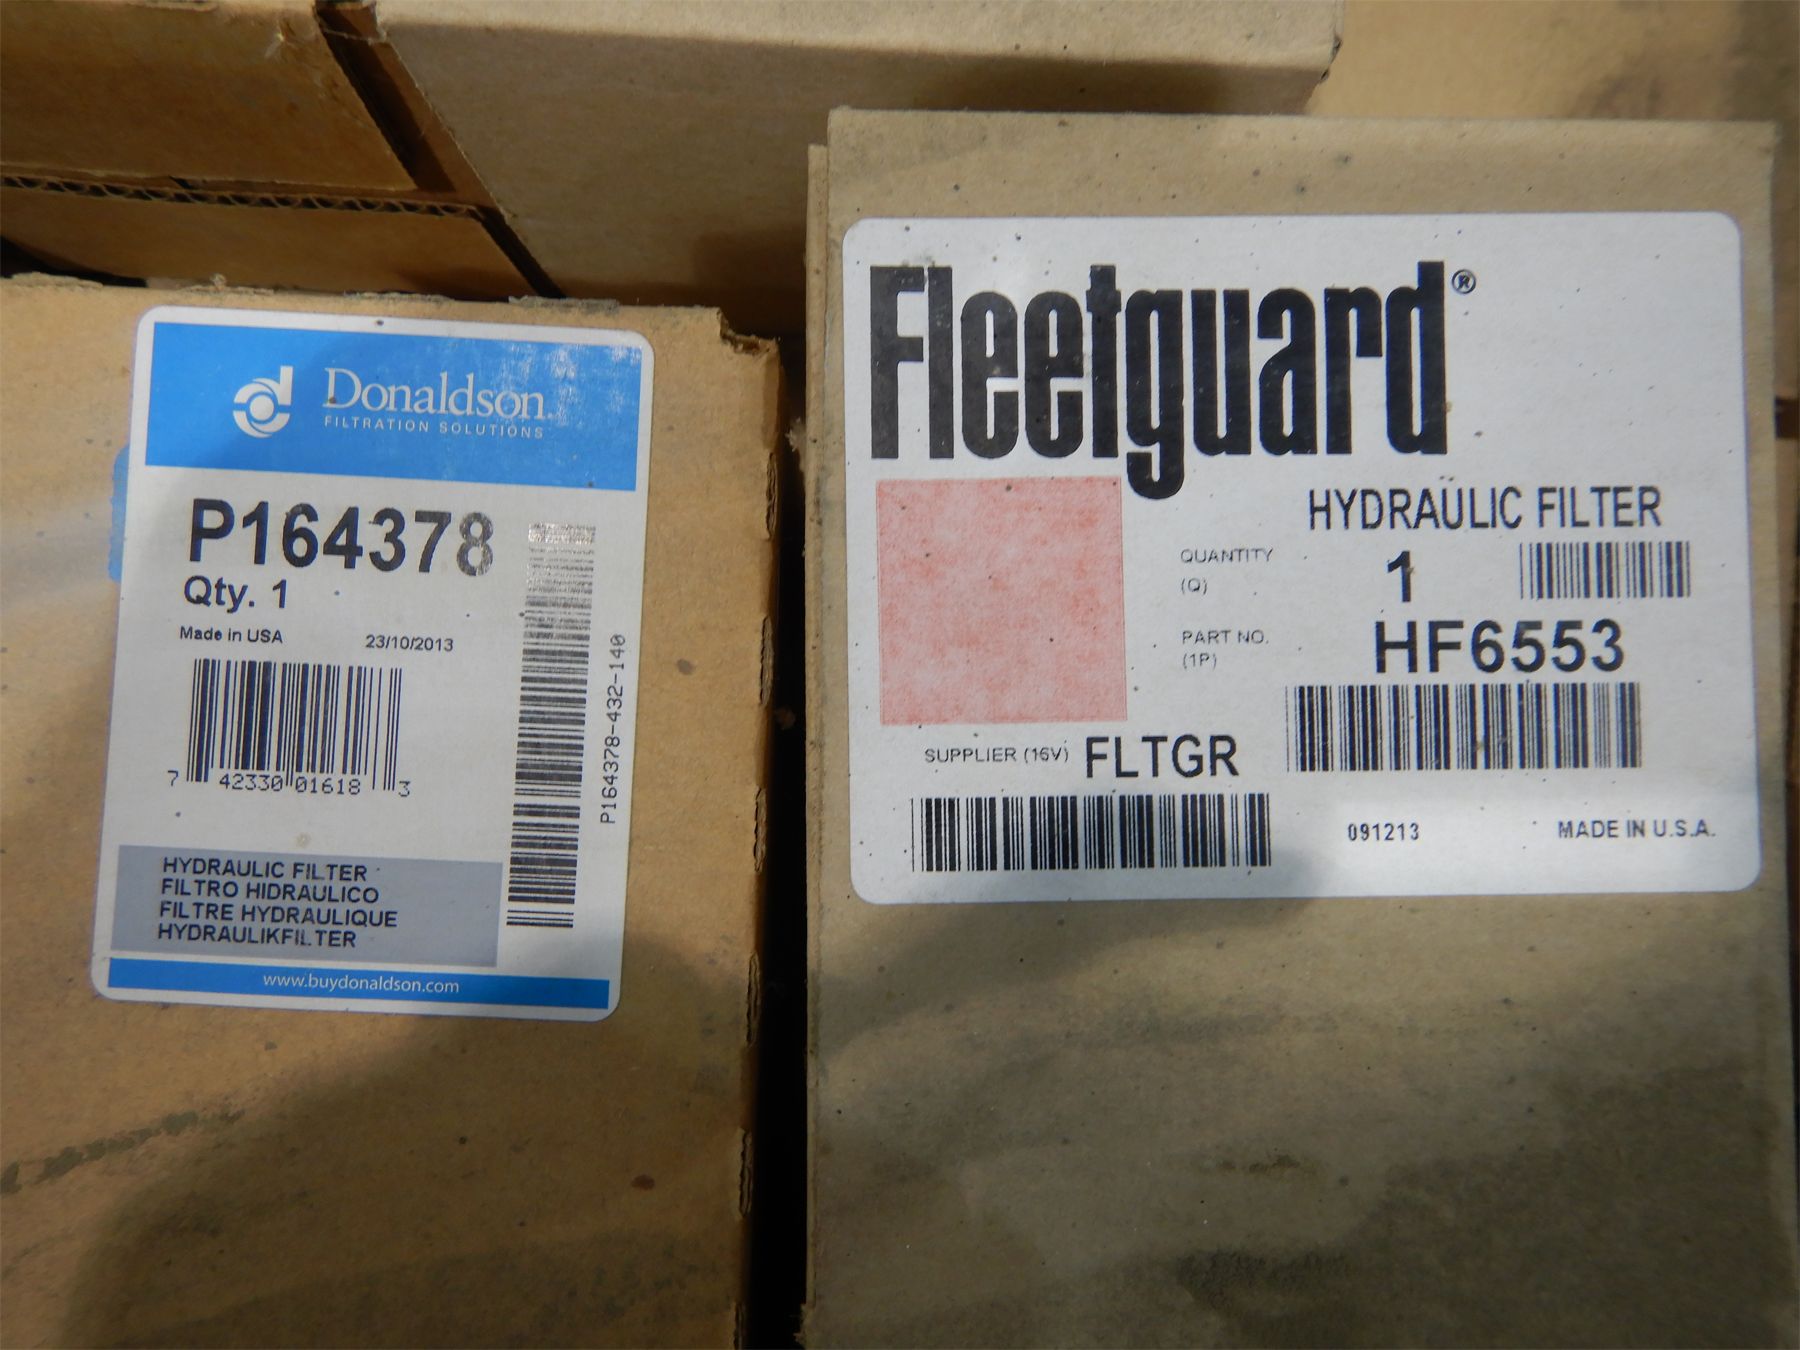 Donaldson.
FILTRATION SOLUTIONS
P164378
Qty. 1
Made in USA
23/10/2013
7 42330 01618 3
P164378-432-140
HYDRAULIC FILTER
FILTRO HIDRAULICO
FILTRE HYDRAULIQUE
HYDRAULIKFILTER
www.buydonaldson.com
Fleetguard®
HYDRAULIC FILTER
QUANTITY 1
(Q)
PART NO. HF6553
(1P)
SUPPLIER (16V) FLTGR
091213
MADE IN U.S.A.